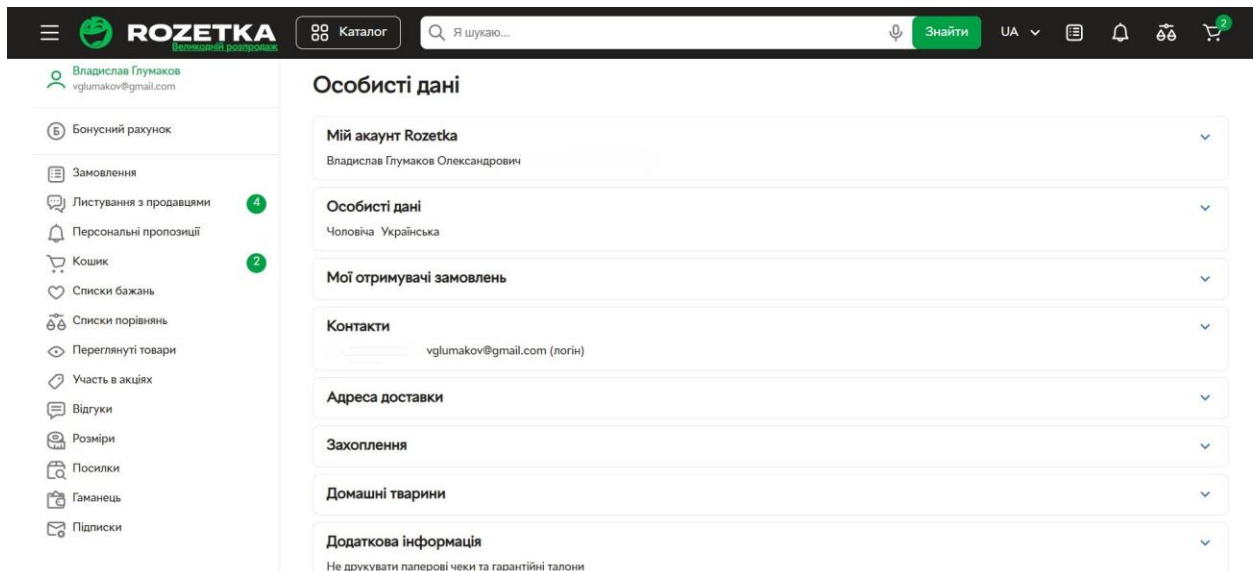 ROZETKA
Великодній розпродаж
Каталог
Я шукаю...
Знайти
UA
2
Владислав Глумаков
vglumakov@gmail.com
Бонусний рахунок
Замовлення
Листування з продавцями 4
Персональні пропозиції
Кошик 2
Списки бажань
Списки порівнянь
Переглянуті товари
Участь в акціях
Відгуки
Розміри
Посилки
Гаманець
Підписки
Особисті дані
Мій акаунт Rozetka
Владислав Глумаков Олександрович
Особисті дані
Чоловіча Українська
Мої отримувачі замовлень
Контакти
vglumakov@gmail.com (логін)
Адреса доставки
Захоплення
Домашні тварини
Додаткова інформація
Не друкувати паперові чеки та гарантійні талони